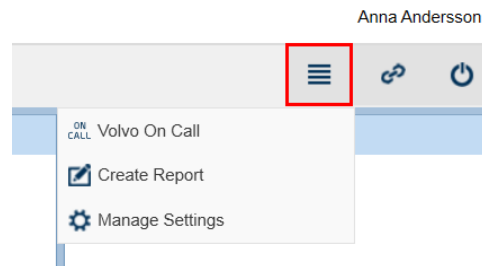 Anna Andersson
ON CALL Volvo On Call
Create Report
Manage Settings